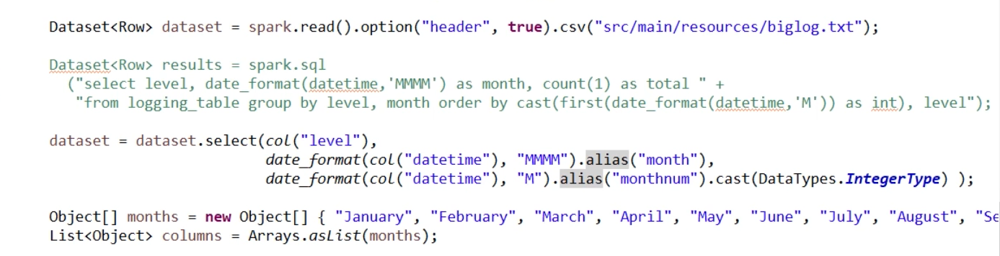 Dataset<Row> dataset = spark.read().option("header", true).csv("src/main/resources/biglog.txt");
Dataset<Row> results = spark.sql
("select level, date_format(datetime,'MMMM') as month, count(1) as total " +
"from logging_table group by level, month order by cast(first(date_format(datetime,'M')) as int), level");
dataset = dataset.select(col("level"),
date_format(col("datetime"), "MMMM").alias("month"),
date_format(col("datetime"), "M").alias("monthnum").cast(DataTypes.IntegerType) );
Object[] months = new Object[] { "January", "February", "March", "April", "May", "June", "July", "August", "Se
List<Object> columns = Arrays.asList(months);